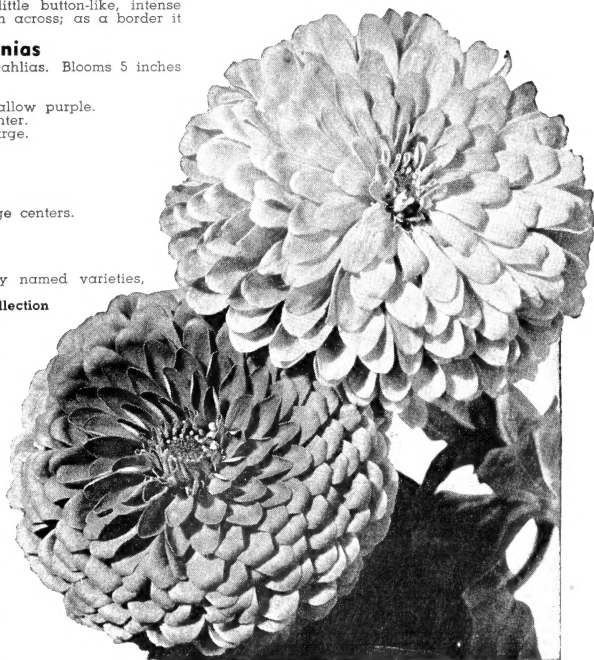 little button-like, intense
across; as a border it
nias
ahlias. Blooms 5 inches
allow purple.
nter.
rge.
ge centers.
y named varieties,
llection